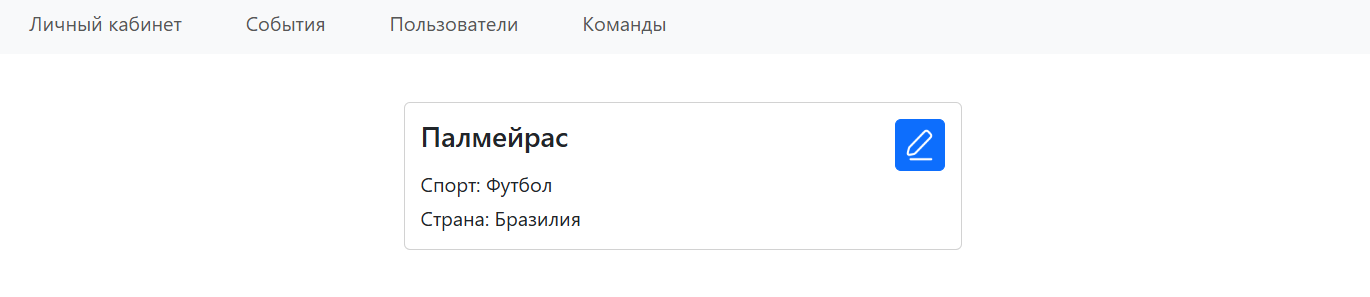 Личный кабинет События Пользователи Команды
Палмейрас
Спорт: Футбол
Страна: Бразилия